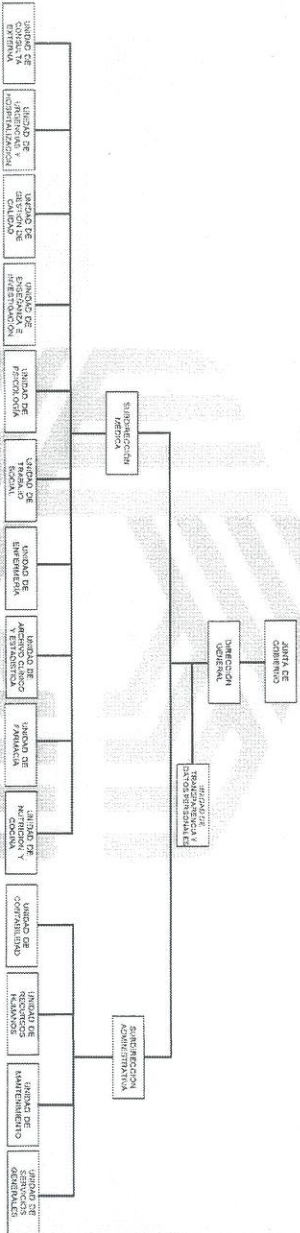 JUNTA DE
GOBIERNO
DIRECCIÓN
GENERAL
UNIDAD DE
TRANSPARENCIA Y
DATOS PERSONALES
SUBDIRECCIÓN
MÉDICA
SUBDIRECCIÓN
ADMINISTRATIVA
UNIDAD DE
CONSULTA
EXTERNA
UNIDAD DE
URGENCIAS Y
HOSPITALIZACIÓN
UNIDAD DE
GESTIÓN DE
CALIDAD
UNIDAD DE
ENSEÑANZA E
INVESTIGACIÓN
UNIDAD DE
PSICOLOGÍA
UNIDAD DE
TRABAJO
SOCIAL
UNIDAD DE
ENFERMERÍA
UNIDAD DE
ARCHIVO CLÍNICO
Y ESTADÍSTICA
UNIDAD DE
FARMACIA
UNIDAD DE
NUTRICIÓN Y
COCINA
UNIDAD DE
CONTABILIDAD
UNIDAD DE
RECURSOS
HUMANOS
UNIDAD DE
MANTENIMIENTO
UNIDAD DE
SERVICIOS
GENERALES